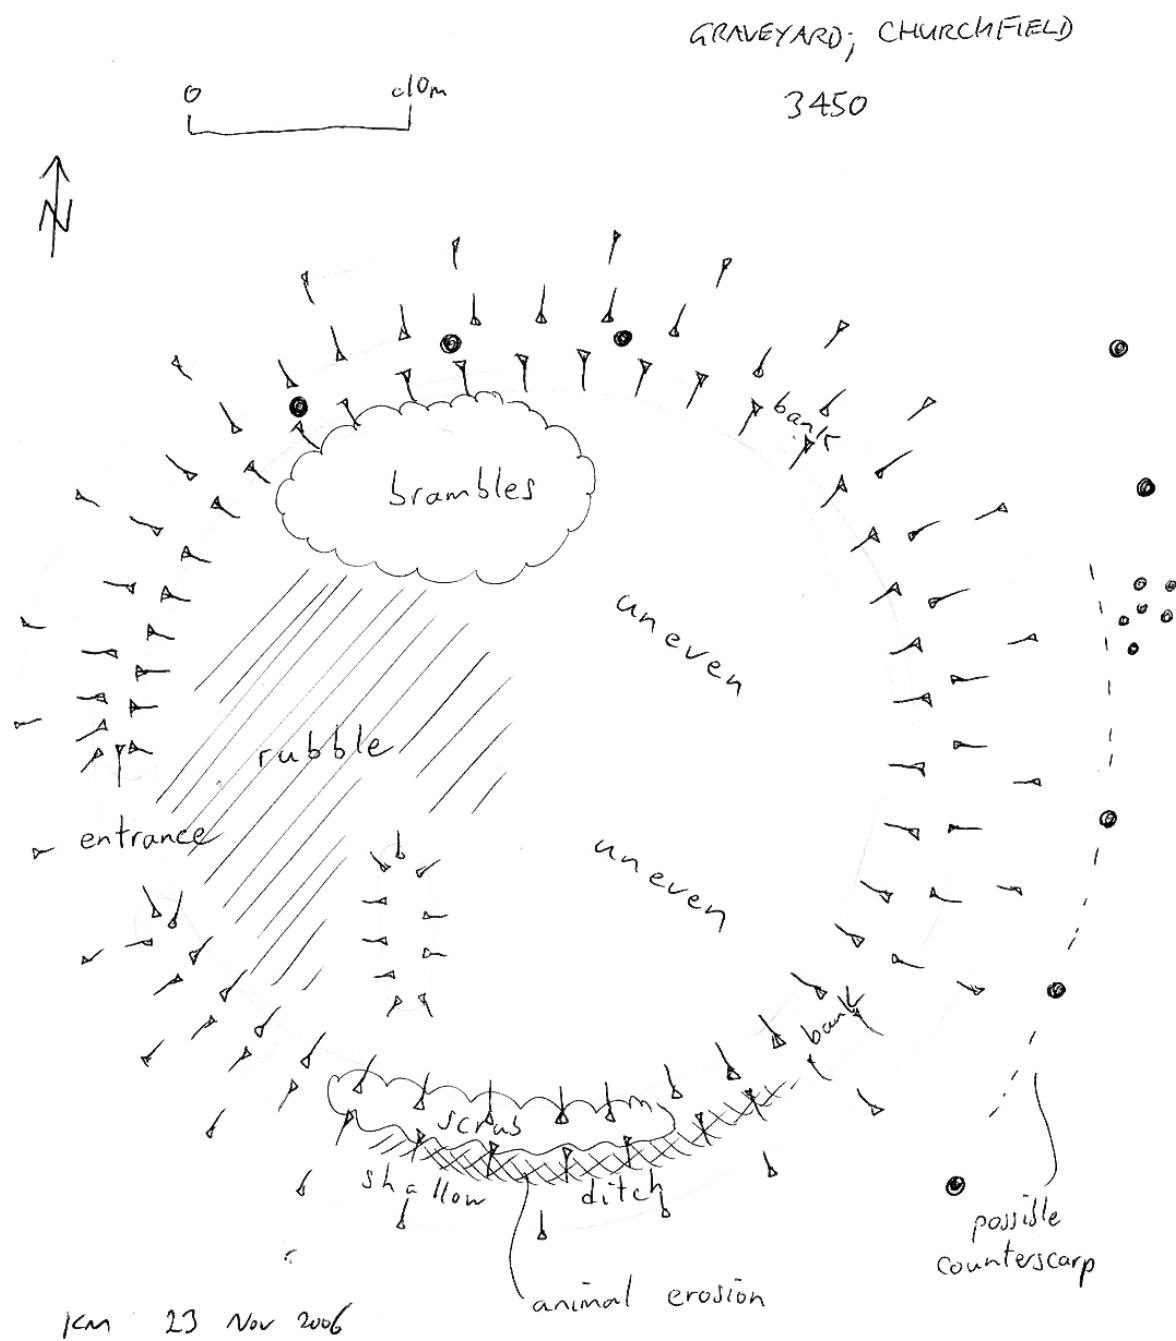 GRAVEYARD; CHURCHFIELD
3450
0 c10m
N
bank
brambles
uneven
rubble
entrance
uneven
bank
scrub
shallow ditch
possible
counterscarp
animal erosion
KM 23 Nov 2006